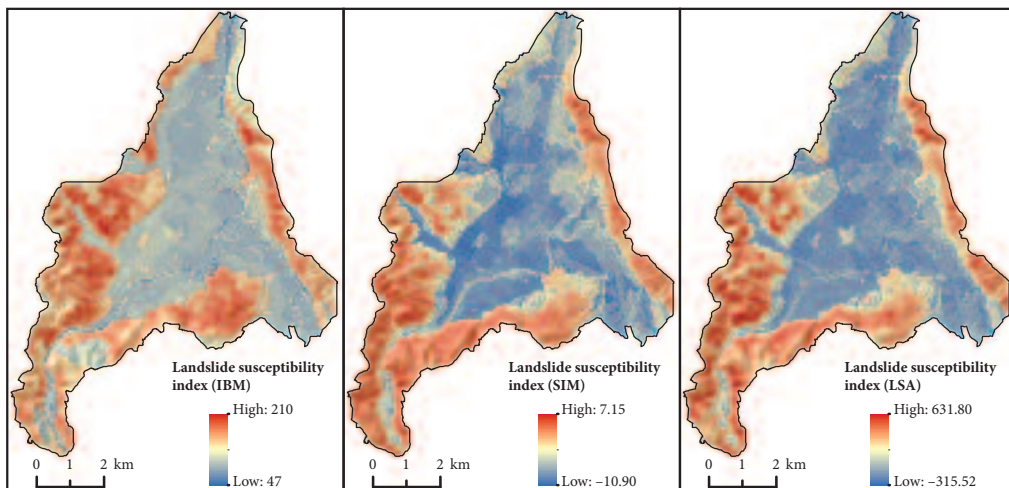 Landslide susceptibility
index (IBM)
High: 210
Low: 47
0 1 2 km
Landslide susceptibility
index (SIM)
High: 7.15
Low: –10.90
0 1 2 km
Landslide susceptibility
index (LSA)
High: 631.80
Low: –315.52
0 1 2 km